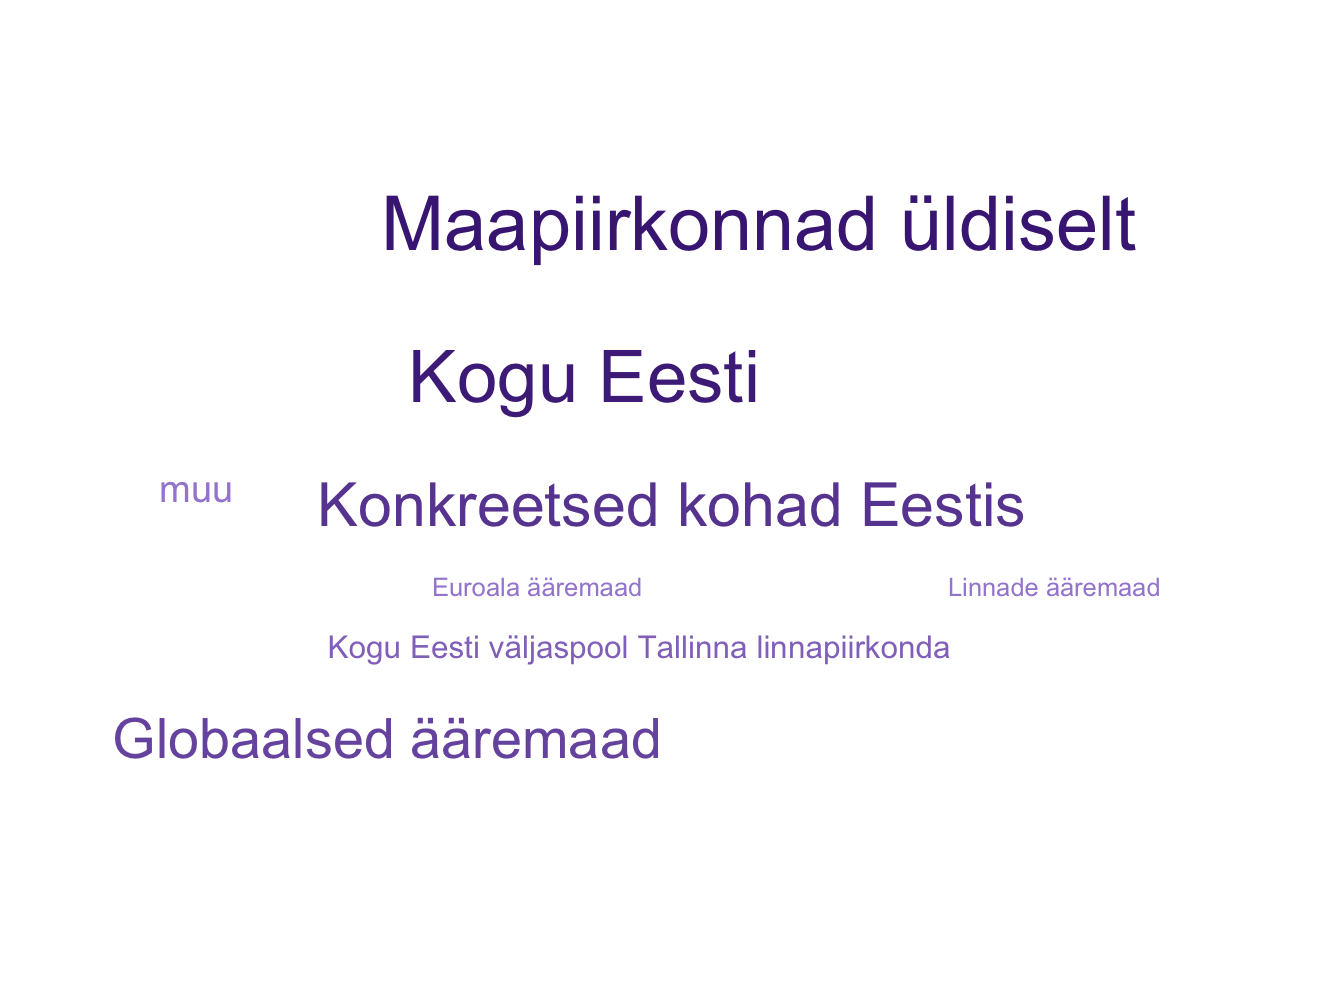 Maapiirkonnad üldiselt
Kogu Eesti
muu
Konkreetsed kohad Eestis
Euroala ääremaad
Linnade ääremaad
Kogu Eesti väljaspool Tallinna linnapiirkonda
Globaalsed ääremaad